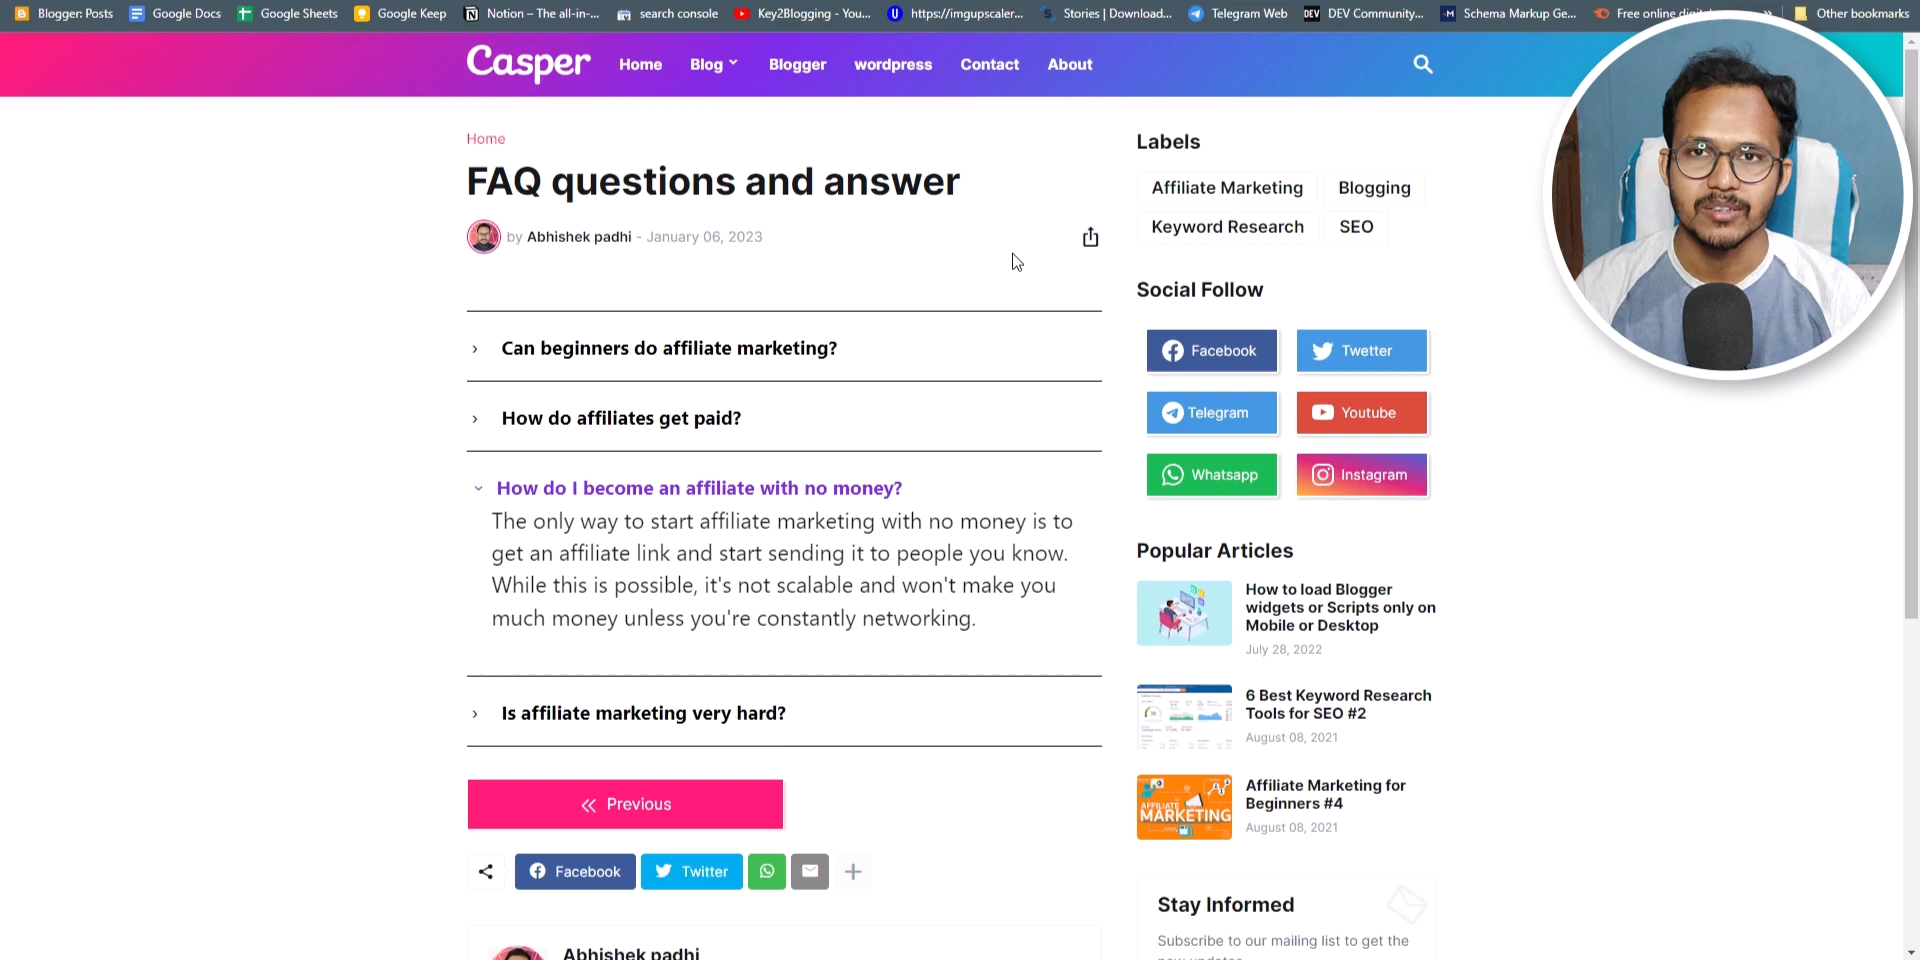 Blogger: Posts
Google Docs
Google Sheets
Google Keep
Notion – The all-in-...
search console
Key2Blogging - You...
https://imgupscaler...
Stories | Download...
Telegram Web
DEV Community...
Schema Markup Ge...
Other bookmarks
Casper
Home
Blog
Blogger
wordpress
Contact
About
Home
FAQ questions and answer
by Abhishek padhi - January 06, 2023
Can beginners do affiliate marketing?
How do affiliates get paid?
How do I become an affiliate with no money?
The only way to start affiliate marketing with no money is to
get an affiliate link and start sending it to people you know.
While this is possible, it's not scalable and won't make you
much money unless you're constantly networking.
Is affiliate marketing very hard?
Previous
Facebook
Twitter
Abhishek padhi
Labels
Affiliate Marketing
Blogging
Keyword Research
SEO
Social Follow
Facebook
Twetter
Telegram
Youtube
Whatsapp
Instagram
Popular Articles
How to load Blogger
widgets or Scripts only on
Mobile or Desktop
July 28, 2022
6 Best Keyword Research
Tools for SEO #2
August 08, 2021
AFFILIATE
MARKETING
Affiliate Marketing for
Beginners #4
August 08, 2021
Stay Informed
Subscribe to our mailing list to get the